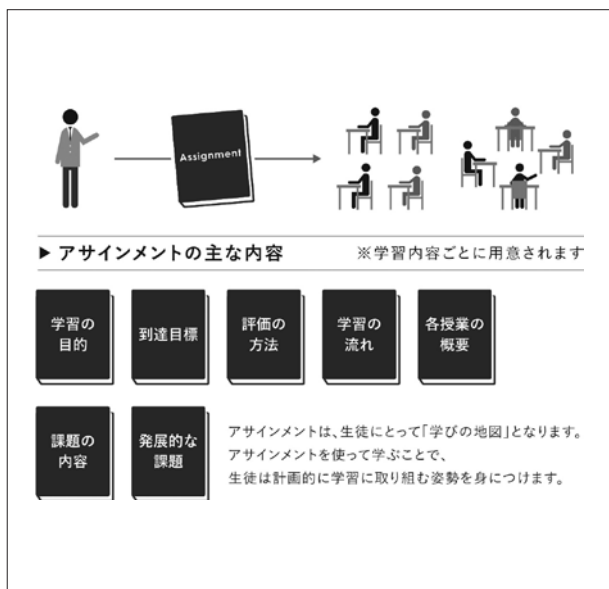 Assignment
▶ アサインメントの主な内容 ※学習内容ごとに用意されます
学習の
目的
到達目標
評価の
方法
学習の
流れ
各授業の
概要
課題の
内容
発展的な
課題
アサインメントは、生徒にとって「学びの地図」となります。
アサインメントを使って学ぶことで、
生徒は計画的に学習に取り組む姿勢を身につけます。